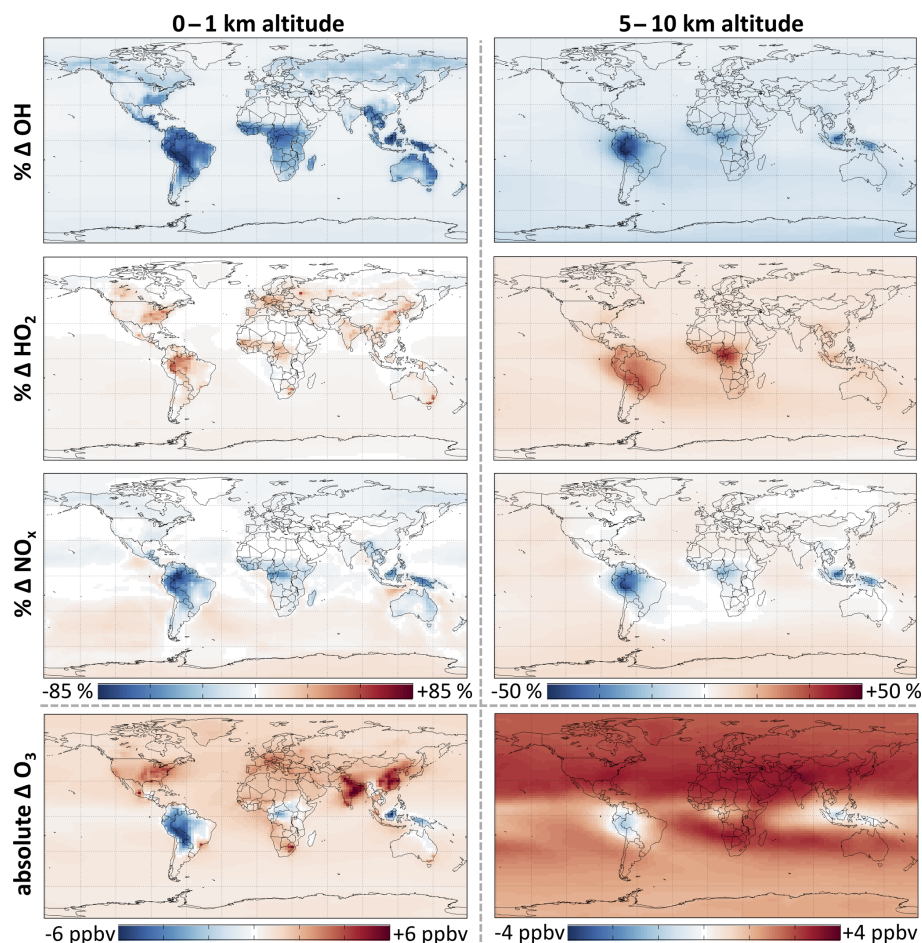 0–1 km altitude
5–10 km altitude
% Δ OH
% Δ HO₂
% Δ NOₓ
-85 %
+85 %
-50 %
+50 %
absolute Δ O₃
-6 ppbv
+6 ppbv
-4 ppbv
+4 ppbv